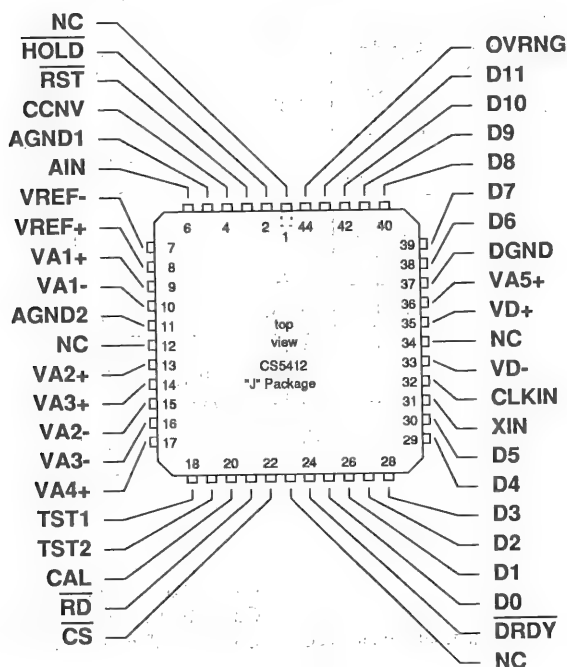 NC
HOLD
RST
CCNV
AGND1
AIN
VREF-
VREF+
VA1+
VA1-
AGND2
NC
VA2+
VA3+
VA2-
VA3-
VA4+
TST1
TST2
CAL
RD
CS
OVRNG
D11
D10
D9
D8
D7
D6
DGND
VA5+
VD+
NC
VD-
CLKIN
XIN
D5
D4
D3
D2
D1
D0
DRDY
NC
6 4 2 1 44 42 40
7
8
9
10
11
12
13
14
15
16
17
39
38
37
36
35
34
33
32
31
30
29
18 20 22 24 26 28
top
view
CS5412
"J" Package